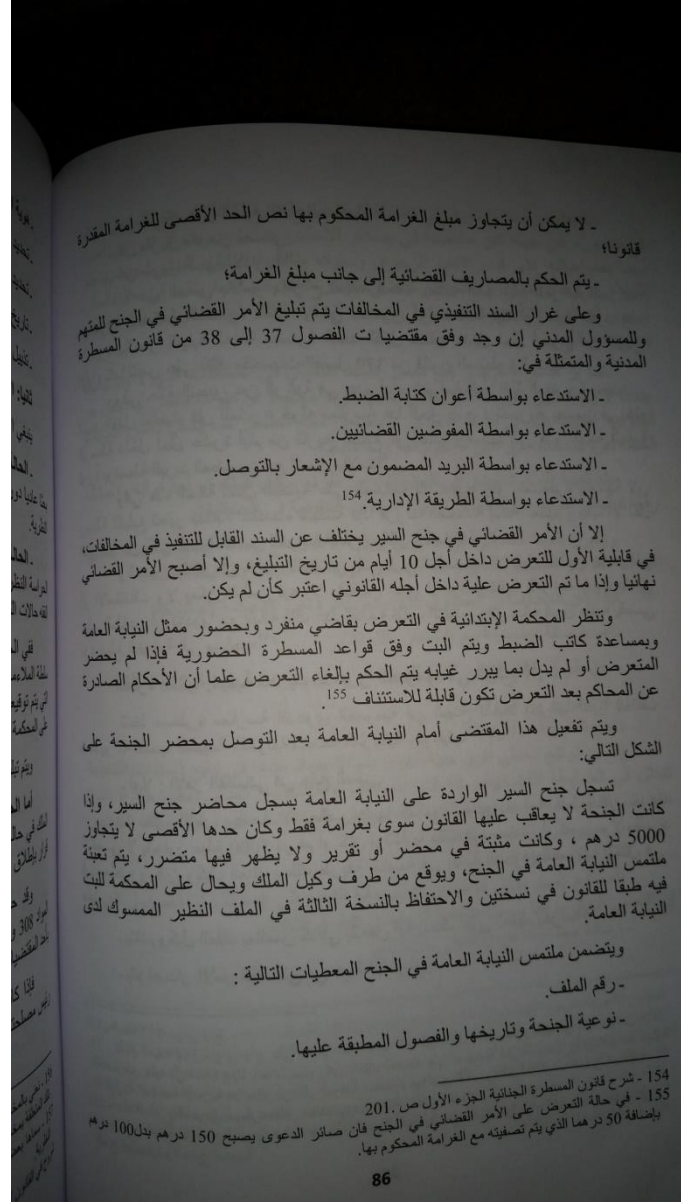 - لا يمكن أن يتجاوز مبلغ الغرامة المحكوم بها نص الحد الأقصى للغرامة المقدرة
قانونا؛
- يتم الحكم بالمصاريف القضائية إلى جانب مبلغ الغرامة؛
وعلى غرار السند التنفيذي في المخالفات يتم تبليغ الأمر القضائي في الجنح للمتهم
وللمسؤول المدني إن وجد وفق مقتضيا ت الفصول 37 إلى 38 من قانون المسطرة
المدنية والمتمثلة في:
- الاستدعاء بواسطة أعوان كتابة الضبط.
- الاستدعاء بواسطة المفوضين القضائيين.
- الاستدعاء بواسطة البريد المضمون مع الإشعار بالتوصل.
- الاستدعاء بواسطة الطريقة الإدارية.154
إلا أن الأمر القضائي في جنح السير يختلف عن السند القابل للتنفيذ في المخالفات،
في قابلية الأول للتعرض داخل أجل 10 أيام من تاريخ التبليغ، وإلا أصبح الأمر القضائي
نهائيا وإذا ما تم التعرض علية داخل أجله القانوني اعتبر كأن لم يكن.
وتنظر المحكمة الإبتدائية في التعرض بقاضي منفرد وبحضور ممثل النيابة العامة
وبمساعدة كاتب الضبط ويتم البت وفق قواعد المسطرة الحضورية فإذا لم يحضر
المتعرض أو لم يدل بما يبرر غيابه يتم الحكم بإلغاء التعرض علما أن الأحكام الصادرة
عن المحاكم بعد التعرض تكون قابلة للاستئناف 155.
ويتم تفعيل هذا المقتضى أمام النيابة العامة بعد التوصل بمحضر الجنحة على
الشكل التالي:
تسجل جنح السير الواردة على النيابة العامة بسجل محاضر جنح السير، وإذا
كانت الجنحة لا يعاقب عليها القانون سوى بغرامة فقط وكان حدها الأقصى لا يتجاوز
5000 درهم ، وكانت مثبتة في محضر أو تقرير ولا يظهر فيها متضرر، يتم تعبئة
ملتمس النيابة العامة في الجنح، ويوقع من طرف وكيل الملك ويحال على المحكمة للبت
فيه طبقا للقانون في نسختين والاحتفاظ بالنسخة الثالثة في الملف النظير الممسوك لدى
النيابة العامة.
ويتضمن ملتمس النيابة العامة في الجنح المعطيات التالية :
- رقم الملف.
- نوعية الجنحة وتاريخها والفصول المطبقة عليها.
154 - شرح قانون المسطرة الجنائية الجزء الأول ص .201
155 - في حالة التعرض على الأمر القضائي في الجنح فان صائر الدعوى يصبح 150 درهم بدل100 درهم
بإضافة 50 درهما الذي يتم تصفيته مع الغرامة المحكوم بها.
86